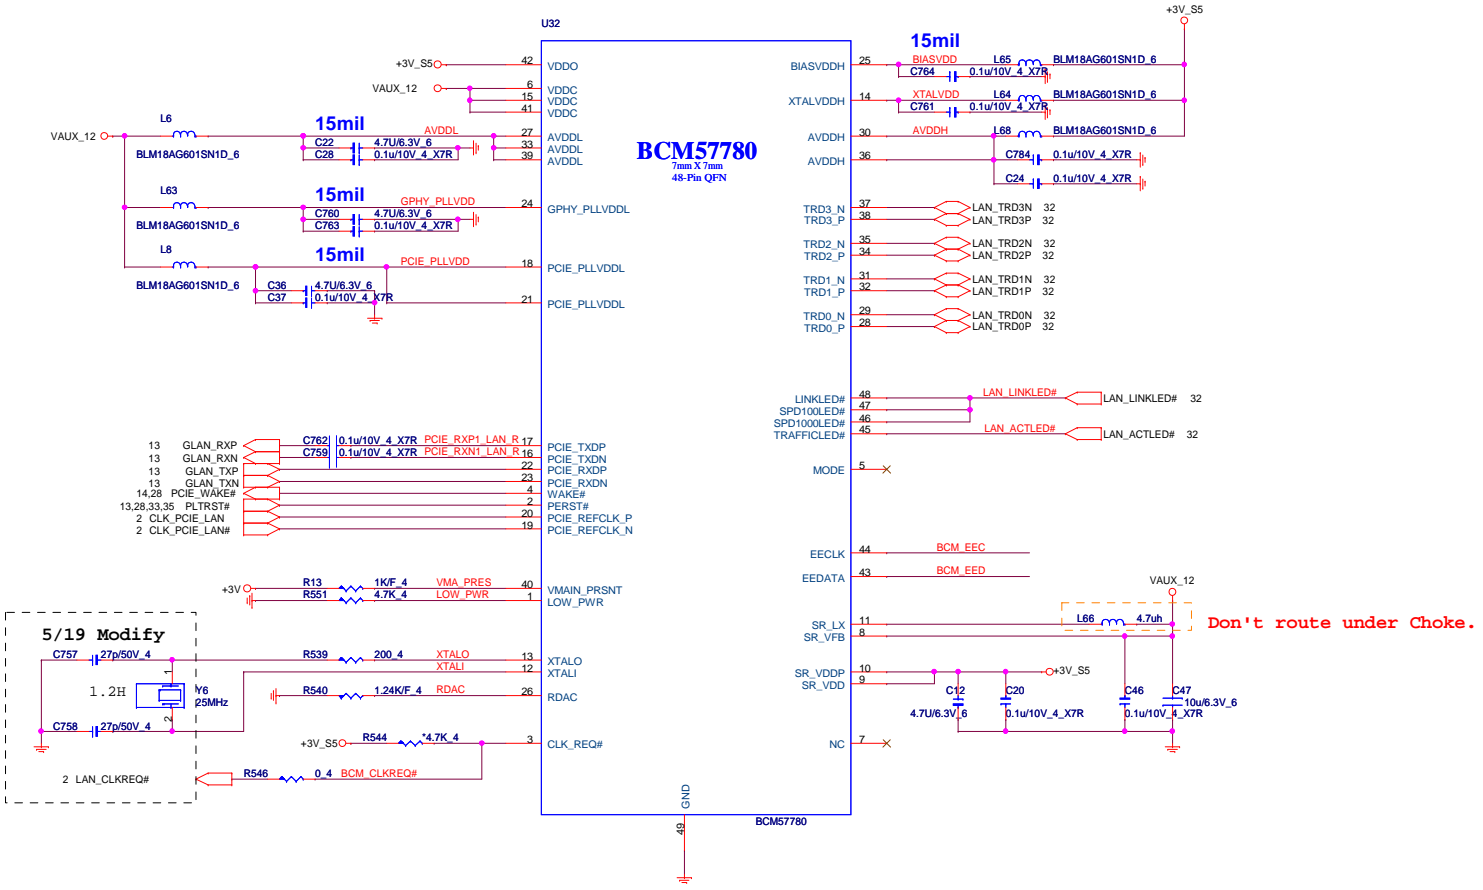 U32
+3V_S5
15mil
+3V_S5 42 VDDO
BIASVDDH 25 BIASVDD L65 BLM18AG601SN1D_6
C764 0.1u/10V_4_X7R
VAUX_12 6 VDDC
15 VDDC
41 VDDC
XTALVDDH 14 XTALVDD L64 BLM18AG601SN1D_6
C761 0.1u/10V_4_X7R
VAUX_12 L6 BLM18AG601SN1D_6
15mil
AVDDL 27 AVDDL
C22 4.7U/6.3V_6 33 AVDDL
C28 0.1u/10V_4_X7R 39 AVDDL
BCM57780
7mm X 7mm
48-Pin QFN
AVDDH 30 AVDDH L68 BLM18AG601SN1D_6
AVDDH 36 C784 0.1u/10V_4_X7R
C24 0.1u/10V_4_X7R
L63 BLM18AG601SN1D_6
15mil
GPHY_PLLVDD 24 GPHY_PLLVDDL
C760 4.7U/6.3V_6
C763 0.1u/10V_4_X7R
L8 BLM18AG601SN1D_6
15mil
PCIE_PLLVDD 18 PCIE_PLLVDDL
C36 4.7U/6.3V_6
C37 0.1u/10V_4_X7R
21 PCIE_PLLVDDL
TRD3_N 37 LAN_TRD3N 32
TRD3_P 38 LAN_TRD3P 32
TRD2_N 35 LAN_TRD2N 32
TRD2_P 34 LAN_TRD2P 32
TRD1_N 31 LAN_TRD1N 32
TRD1_P 32 LAN_TRD1P 32
TRD0_N 29 LAN_TRD0N 32
TRD0_P 28 LAN_TRD0P 32
LINKLED# 48 LAN_LINKLED# LAN_LINKLED# 32
SPD100LED# 47
SPD1000LED# 46
TRAFFICLED# 45 LAN_ACTLED# LAN_ACTLED# 32
13 GLAN_RXP C762 0.1u/10V_4_X7R PCIE_RXP1_LAN_R 17 PCIE_TXDP
13 GLAN_RXN C759 0.1u/10V_4_X7R PCIE_RXN1_LAN_R 16 PCIE_TXDN
13 GLAN_TXP 22 PCIE_RXDP
13 GLAN_TXN 23 PCIE_RXDN
14,28 PCIE_WAKE# 4 WAKE#
13,28,33,35 PLTRST# 2 PERST#
2 CLK_PCIE_LAN 20 PCIE_REFCLK_P
2 CLK_PCIE_LAN# 19 PCIE_REFCLK_N
MODE 5
EECLK 44 BCM_EEC
EEDATA 43 BCM_EED
+3V R13 1K/F_4 VMA_PRES 40 VMAIN_PRSNT
R551 4.7K_4 LOW_PWR 1 LOW_PWR
VAUX_12
SR_LX 11 L66 4.7uh
SR_VFB 8
Don't route under Choke.
5/19 Modify
C757 27p/50V_4 R539 200_4 XTALO 13 XTALO
XTALI 12 XTALI
1.2H 1 2 Y6
25MHz
R540 1.24K/F_4 RDAC 26 RDAC
C758 27p/50V_4
SR_VDDP 10 +3V_S5
SR_VDD 9
C12 C20 C46 C47
4.7U/6.3V_6 0.1u/10V_4_X7R 0.1u/10V_4_X7R 10u/6.3V_6
+3V_S5 R544 *4.7K_4 3 CLK_REQ#
NC 7
2 LAN_CLKREQ# R546 0_4 BCM_CLKREQ#
GND
49
BCM57780